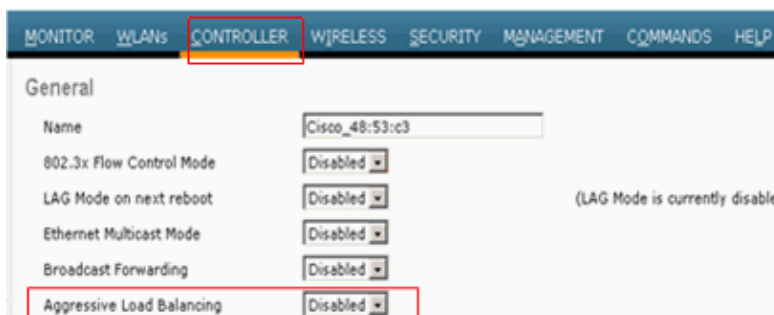 MONITOR WLANs CONTROLLER WIRELESS SECURITY MANAGEMENT COMMANDS HELP
General
Name Cisco_48:53:c3
802.3x Flow Control Mode Disabled
LAG Mode on next reboot Disabled (LAG Mode is currently disable
Ethernet Multicast Mode Disabled
Broadcast Forwarding Disabled
Aggressive Load Balancing Disabled